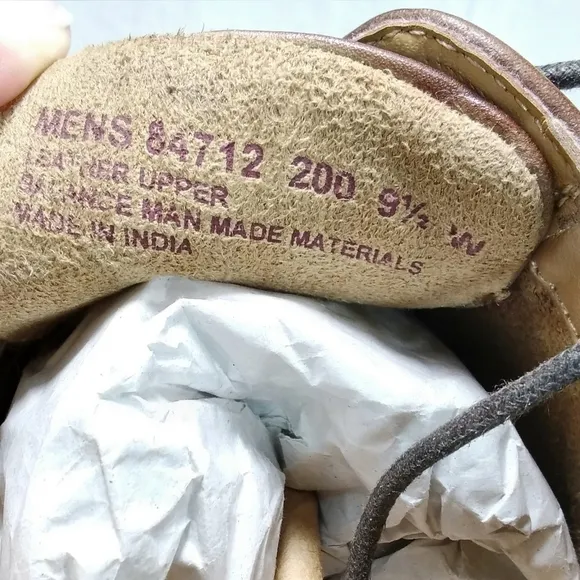 MENS 84712 200 9½ W
LEATHER UPPER
BALANCE MAN MADE MATERIALS
MADE IN INDIA